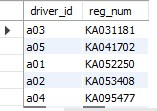 driver_id reg_num
a03 KA031181
a05 KA041702
a01 KA052250
a02 KA053408
a04 KA095477